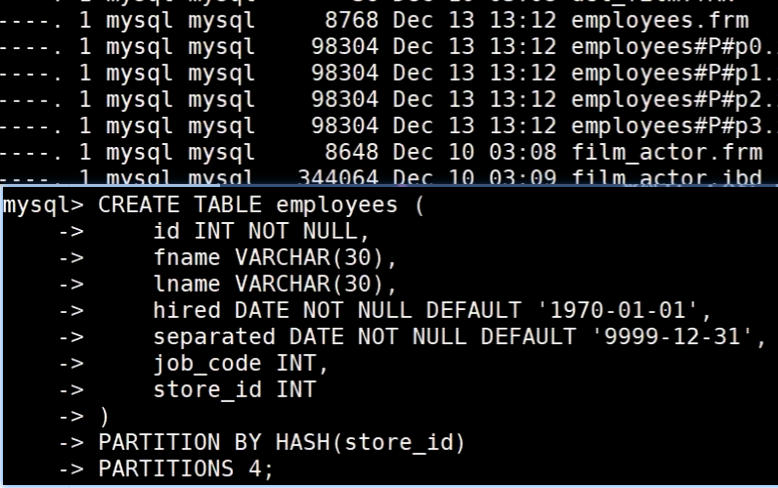 ----. 1 mysql mysql 8768 Dec 13 13:12 employees.frm
----. 1 mysql mysql 98304 Dec 13 13:12 employees#P#p0.
----. 1 mysql mysql 98304 Dec 13 13:12 employees#P#p1.
----. 1 mysql mysql 98304 Dec 13 13:12 employees#P#p2.
----. 1 mysql mysql 98304 Dec 13 13:12 employees#P#p3.
----. 1 mysql mysql 8648 Dec 10 03:08 film_actor.frm
----. 1 mysql mysql 344064 Dec 10 03:09 film_actor.ibd
mysql> CREATE TABLE employees (
-> id INT NOT NULL,
-> fname VARCHAR(30),
-> lname VARCHAR(30),
-> hired DATE NOT NULL DEFAULT '1970-01-01',
-> separated DATE NOT NULL DEFAULT '9999-12-31',
-> job_code INT,
-> store_id INT
-> )
-> PARTITION BY HASH(store_id)
-> PARTITIONS 4;